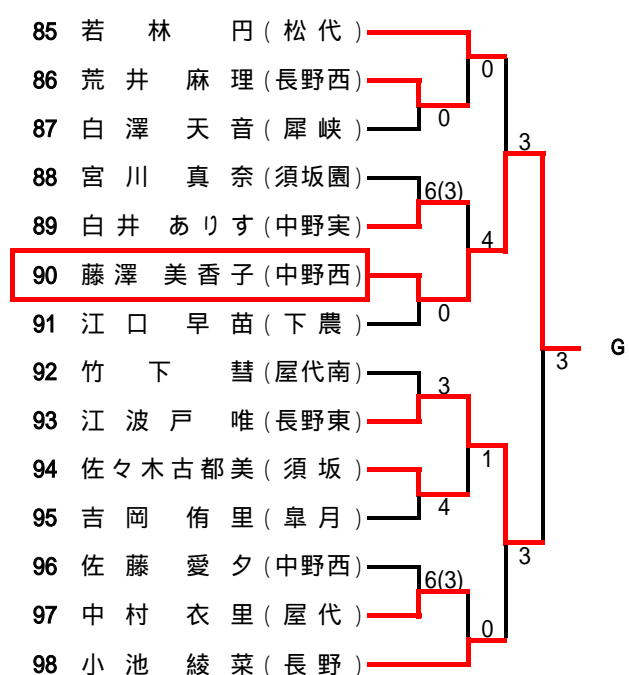 85 若林 円(松代)
0
86 荒井 麻理(長野西)
0
87 白澤 天音(犀峡)
3
88 宮川 真奈(須坂園)
6(3)
89 白井 ありす(中野実)
4
90 藤澤 美香子(中野西)
0
91 江口 早苗(下農)
G
3
92 竹下 彗(屋代南)
3
93 江波戸 唯(長野東)
1
94 佐々木古都美(須坂)
4
95 吉岡 侑里(皐月)
3
96 佐藤 愛夕(中野西)
6(3)
97 中村 衣里(屋代)
0
98 小池 綾菜(長野)